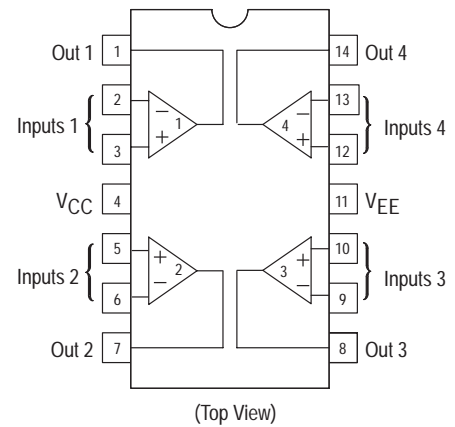 Out 1 1 14 Out 4
2 − 1 4 − 13
Inputs 1 Inputs 4
3 + + 12
VCC 4 11 VEE
5 + 2 3 + 10
Inputs 2 Inputs 3
6 − − 9
Out 2 7 8 Out 3
(Top View)